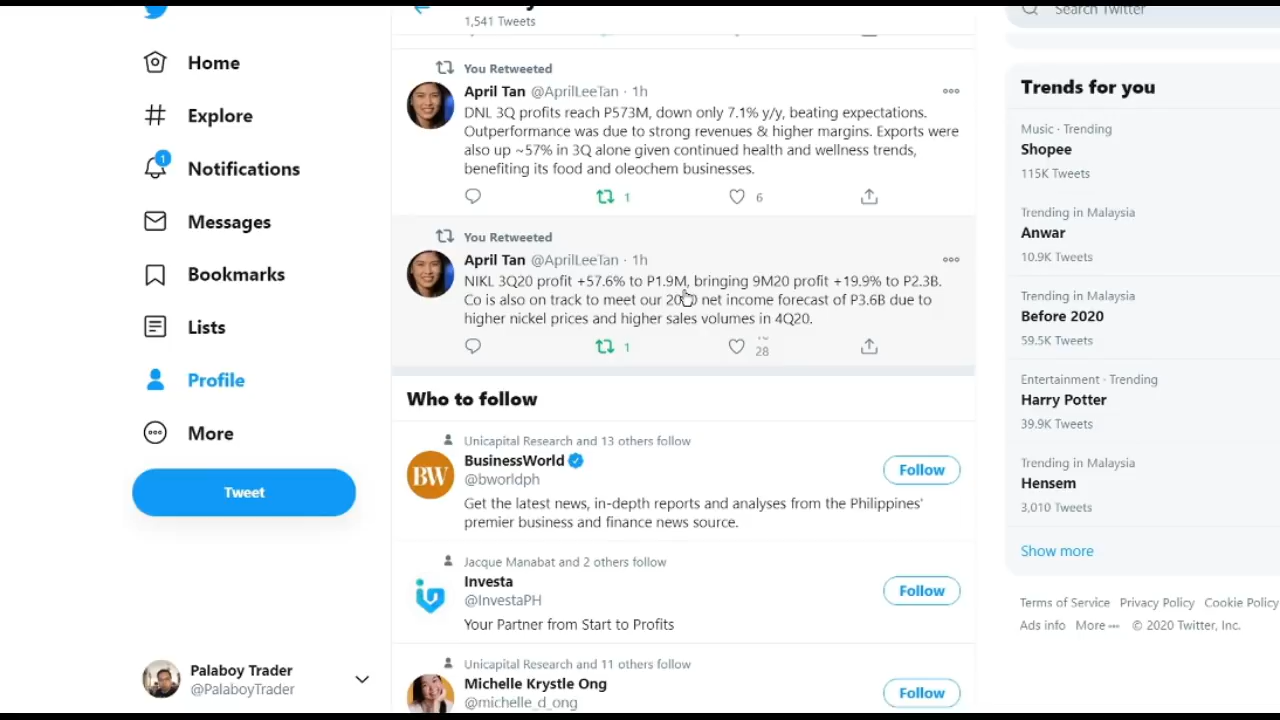 Home
Explore
1
Notifications
Messages
Bookmarks
Lists
Profile
More
Tweet
Palaboy Trader
@PalaboyTrader
1,541 Tweets
You Retweeted
April Tan @AprilLeeTan · 1h
DNL 3Q profits reach P573M, down only 7.1% y/y, beating expectations.
Outperformance was due to strong revenues & higher margins. Exports were
also up ~57% in 3Q alone given continued health and wellness trends,
benefiting its food and oleochem businesses.
1 6
You Retweeted
April Tan @AprilLeeTan · 1h
NIKL 3Q20 profit +57.6% to P1.9M, bringing 9M20 profit +19.9% to P2.3B.
Co is also on track to meet our 2020 net income forecast of P3.6B due to
higher nickel prices and higher sales volumes in 4Q20.
1 28
Who to follow
Unicapital Research and 13 others follow
BW
BusinessWorld
@bworldph
Follow
Get the latest news, in-depth reports and analyses from the Philippines'
premier business and finance news source.
Jacque Manabat and 2 others follow
Investa
@InvestaPH
Follow
Your Partner from Start to Profits
Unicapital Research and 11 others follow
Michelle Krystle Ong
@michelle_d_ong
Follow
Search Twitter
Trends for you
Music · Trending
Shopee
115K Tweets
Trending in Malaysia
Anwar
10.9K Tweets
Trending in Malaysia
Before 2020
59.5K Tweets
Entertainment · Trending
Harry Potter
39.9K Tweets
Trending in Malaysia
Hensem
3,010 Tweets
Show more
Terms of Service Privacy Policy Cookie Policy
Ads info More © 2020 Twitter, Inc.